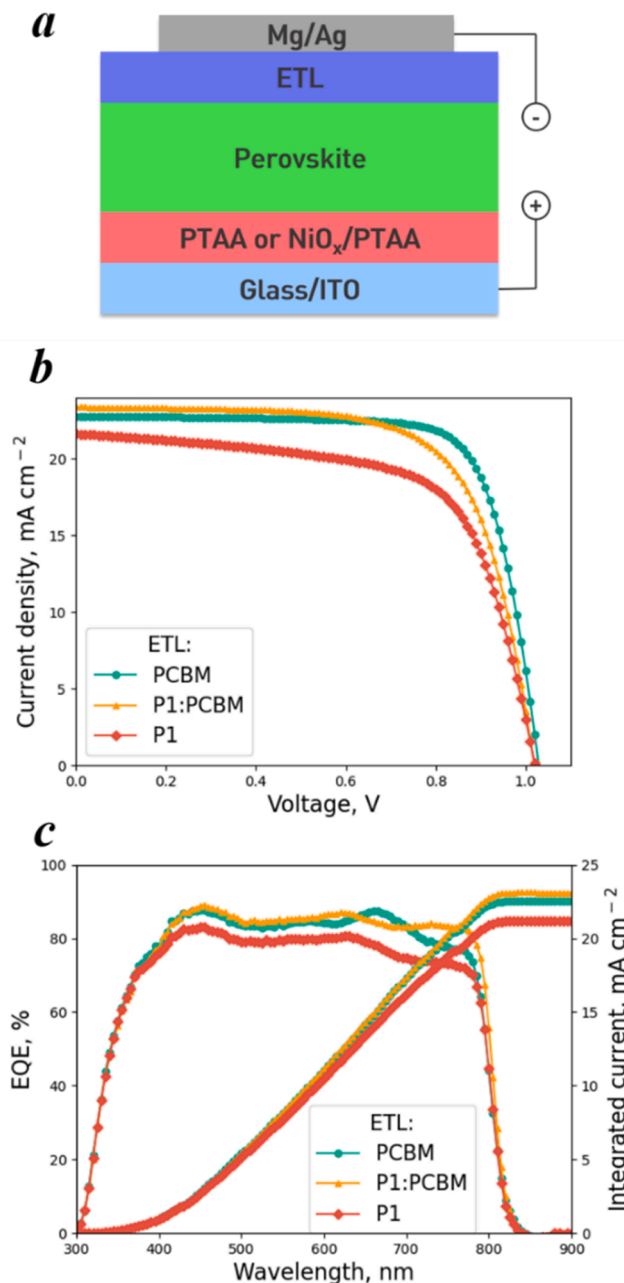 a
Mg/Ag
ETL
-
Perovskite
+
PTAA or NiOx/PTAA
Glass/ITO
b
Current density, mA cm −2
20
15
10
5
0
ETL:
PCBM
P1:PCBM
P1
0.0 0.2 0.4 0.6 0.8 1.0
Voltage, V
c
EQE, %
100
80
60
40
20
0
25
20
15
10
5
0
Integrated current, mA cm −2
ETL:
PCBM
P1:PCBM
P1
300 400 500 600 700 800 900
Wavelength, nm